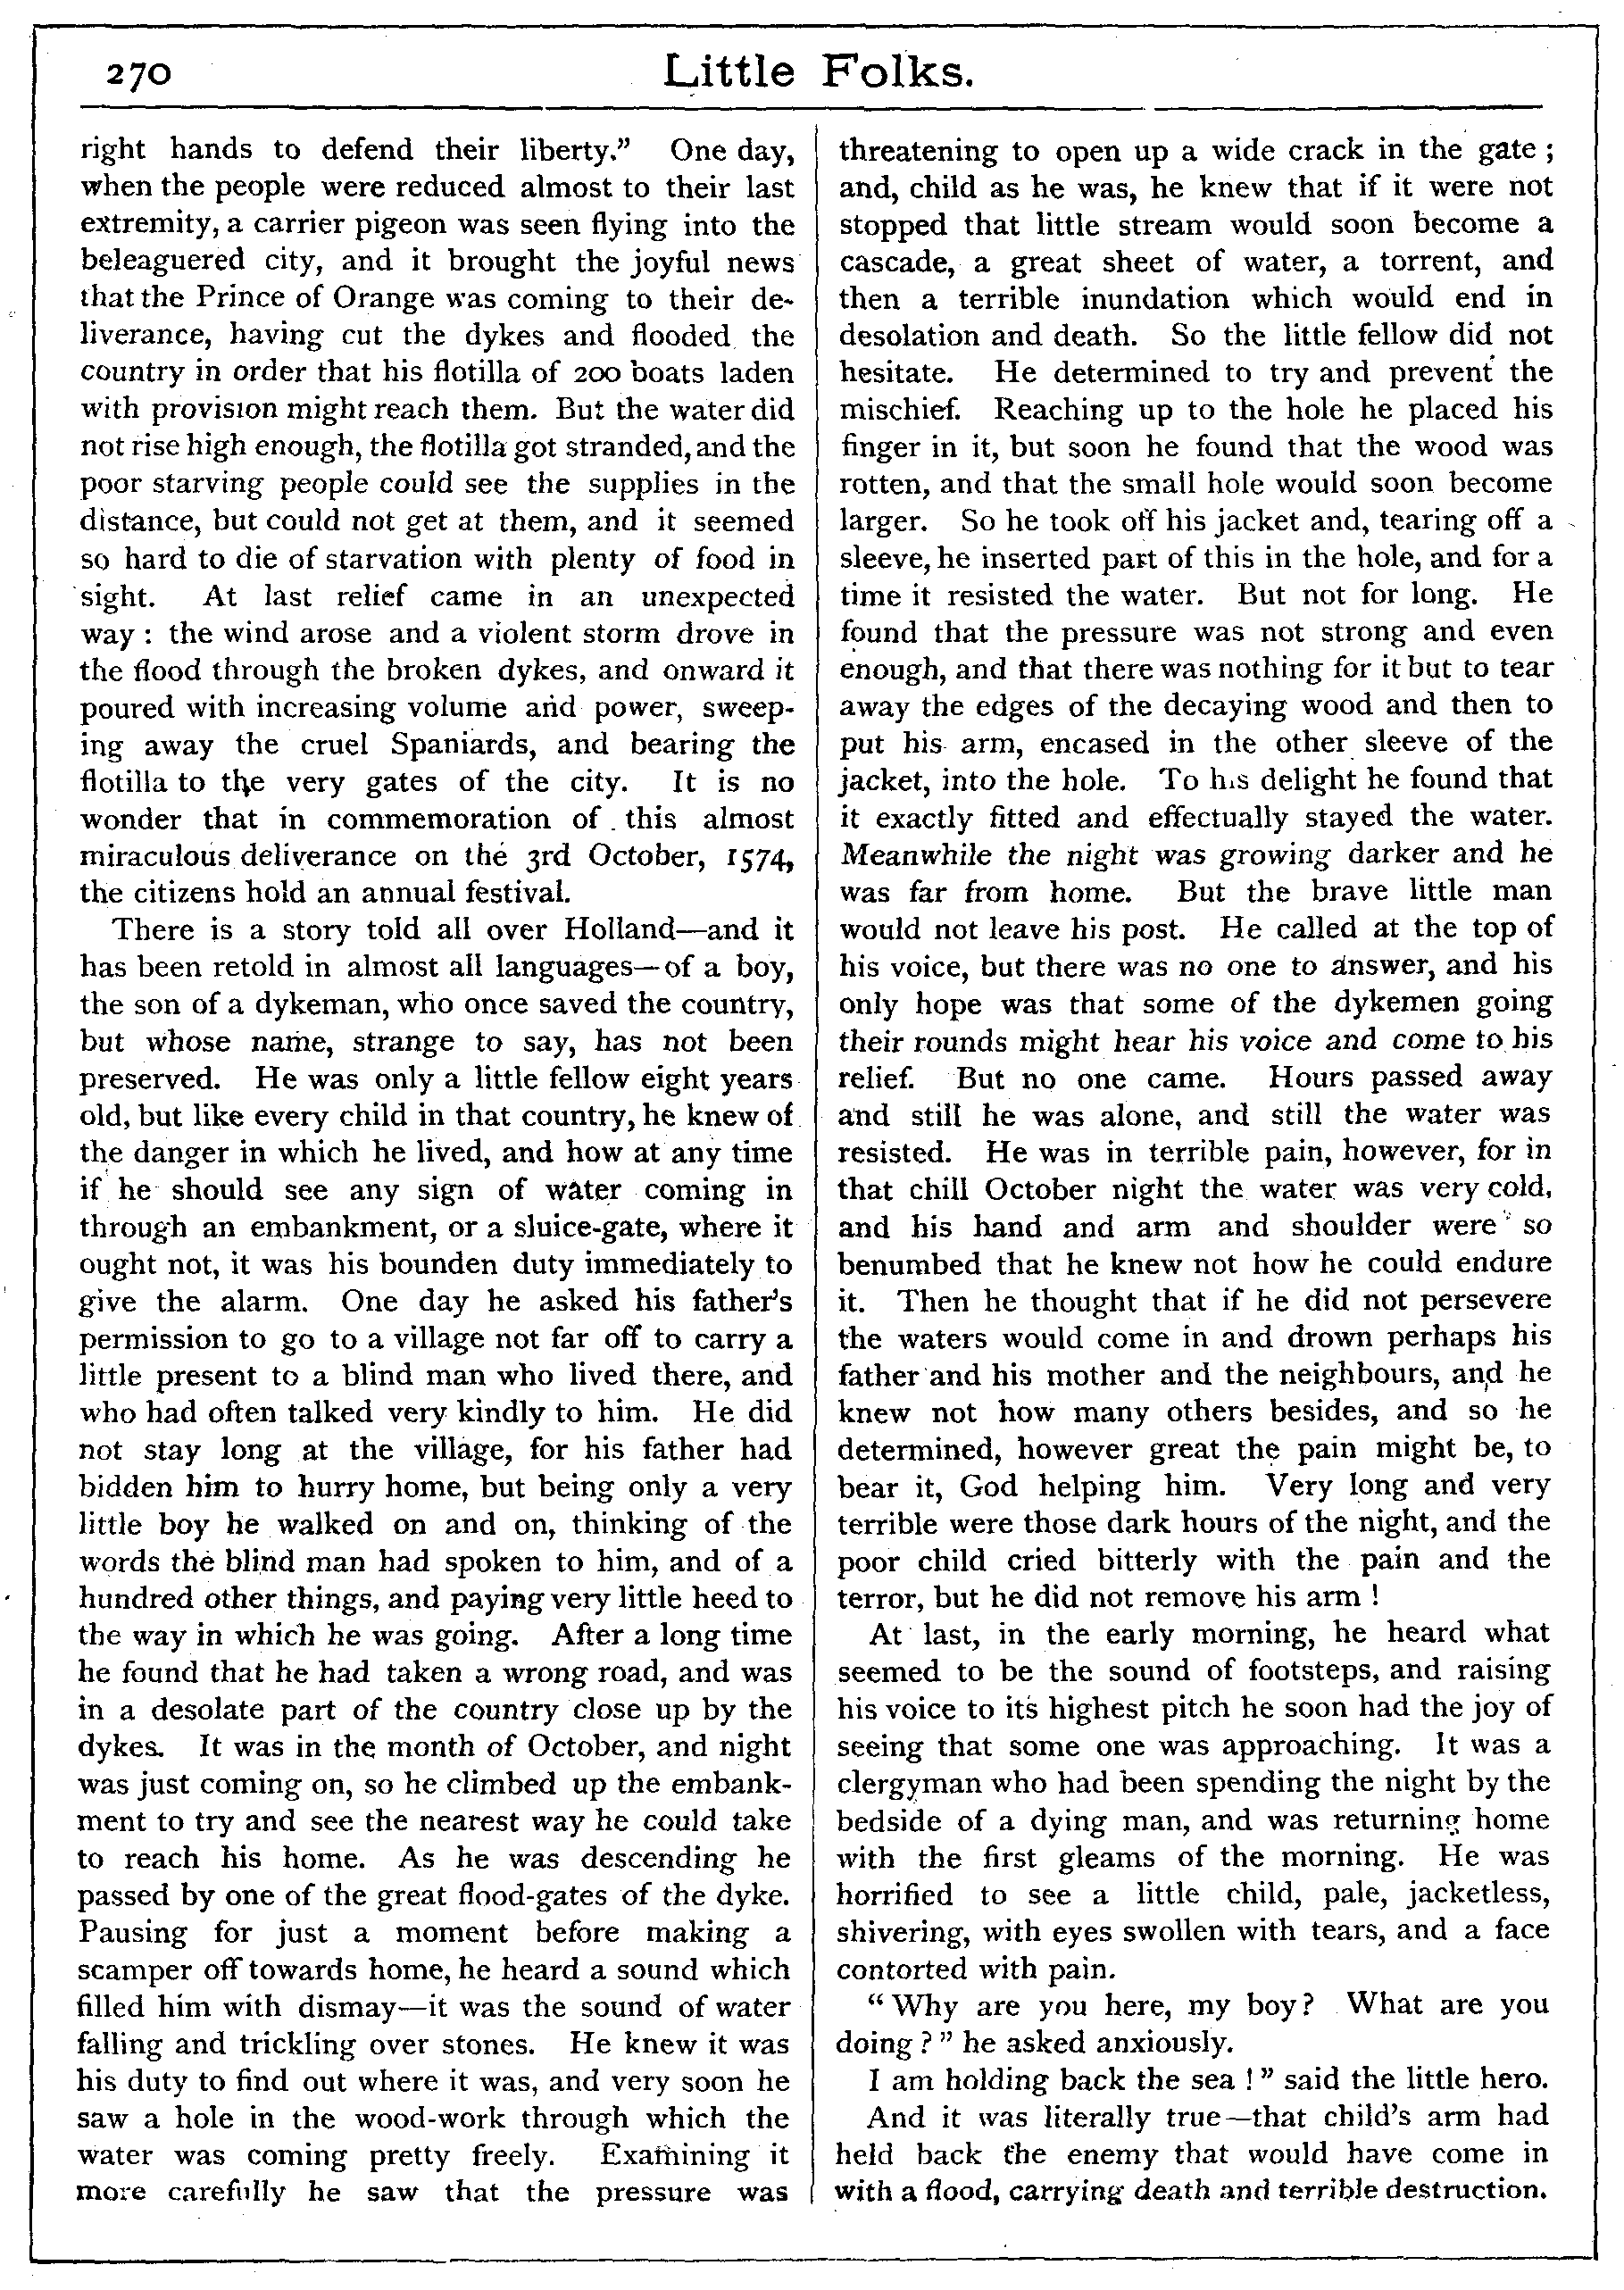 270
Little Folks.
right hands to defend their liberty.” One day,
when the people were reduced almost to their last
extremity, a carrier pigeon was seen flying into the
beleaguered city, and it brought the joyful news
that the Prince of Orange was coming to their de-
liverance, having cut the dykes and flooded the
country in order that his flotilla of 200 boats laden
with provision might reach them. But the water did
not rise high enough, the flotilla got stranded, and the
poor starving people could see the supplies in the
distance, but could not get at them, and it seemed
so hard to die of starvation with plenty of food in
sight. At last relief came in an unexpected
way : the wind arose and a violent storm drove in
the flood through the broken dykes, and onward it
poured with increasing volume and power, sweep-
ing away the cruel Spaniards, and bearing the
flotilla to the very gates of the city. It is no
wonder that in commemoration of this almost
miraculous deliverance on the 3rd October, 1574,
the citizens hold an annual festival.
There is a story told all over Holland—and it
has been retold in almost all languages—of a boy,
the son of a dykeman, who once saved the country,
but whose name, strange to say, has not been
preserved. He was only a little fellow eight years
old, but like every child in that country, he knew of
the danger in which he lived, and how at any time
if he should see any sign of water coming in
through an embankment, or a sluice-gate, where it
ought not, it was his bounden duty immediately to
give the alarm. One day he asked his father’s
permission to go to a village not far off to carry a
little present to a blind man who lived there, and
who had often talked very kindly to him. He did
not stay long at the village, for his father had
bidden him to hurry home, but being only a very
little boy he walked on and on, thinking of the
words the blind man had spoken to him, and of a
hundred other things, and paying very little heed to
the way in which he was going. After a long time
he found that he had taken a wrong road, and was
in a desolate part of the country close up by the
dykes. It was in the month of October, and night
was just coming on, so he climbed up the embank-
ment to try and see the nearest way he could take
to reach his home. As he was descending he
passed by one of the great flood-gates of the dyke.
Pausing for just a moment before making a
scamper off towards home, he heard a sound which
filled him with dismay—it was the sound of water
falling and trickling over stones. He knew it was
his duty to find out where it was, and very soon he
saw a hole in the wood-work through which the
water was coming pretty freely. Examining it
more carefully he saw that the pressure was
threatening to open up a wide crack in the gate ;
and, child as he was, he knew that if it were not
stopped that little stream would soon become a
cascade, a great sheet of water, a torrent, and
then a terrible inundation which would end in
desolation and death. So the little fellow did not
hesitate. He determined to try and prevent the
mischief. Reaching up to the hole he placed his
finger in it, but soon he found that the wood was
rotten, and that the small hole would soon become
larger. So he took off his jacket and, tearing off a
sleeve, he inserted part of this in the hole, and for a
time it resisted the water. But not for long. He
found that the pressure was not strong and even
enough, and that there was nothing for it but to tear
away the edges of the decaying wood and then to
put his arm, encased in the other sleeve of the
jacket, into the hole. To his delight he found that
it exactly fitted and effectually stayed the water.
Meanwhile the night was growing darker and he
was far from home. But the brave little man
would not leave his post. He called at the top of
his voice, but there was no one to answer, and his
only hope was that some of the dykemen going
their rounds might hear his voice and come to his
relief. But no one came. Hours passed away
and still he was alone, and still the water was
resisted. He was in terrible pain, however, for in
that chill October night the water was very cold,
and his hand and arm and shoulder were so
benumbed that he knew not how he could endure
it. Then he thought that if he did not persevere
the waters would come in and drown perhaps his
father and his mother and the neighbours, and he
knew not how many others besides, and so he
determined, however great the pain might be, to
bear it, God helping him. Very long and very
terrible were those dark hours of the night, and the
poor child cried bitterly with the pain and the
terror, but he did not remove his arm !
At last, in the early morning, he heard what
seemed to be the sound of footsteps, and raising
his voice to its highest pitch he soon had the joy of
seeing that some one was approaching. It was a
clergyman who had been spending the night by the
bedside of a dying man, and was returning home
with the first gleams of the morning. He was
horrified to see a little child, pale, jacketless,
shivering, with eyes swollen with tears, and a face
contorted with pain.
“ Why are you here, my boy? What are you
doing ? ” he asked anxiously.
I am holding back the sea ! ” said the little hero.
And it was literally true—that child’s arm had
held back the enemy that would have come in
with a flood, carrying death and terrible destruction.